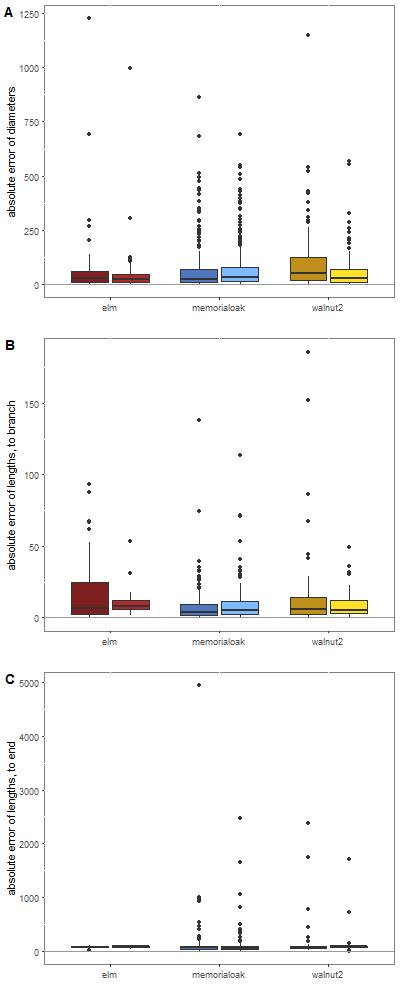 A
1250
1000
750
500
250
0
absolute error of diameters
elm
memorialoak
walnut2
B
150
100
50
0
absolute error of lengths, to branch
elm
memorialoak
walnut2
C
5000
4000
3000
2000
1000
0
absolute error of lengths, to end
elm
memorialoak
walnut2